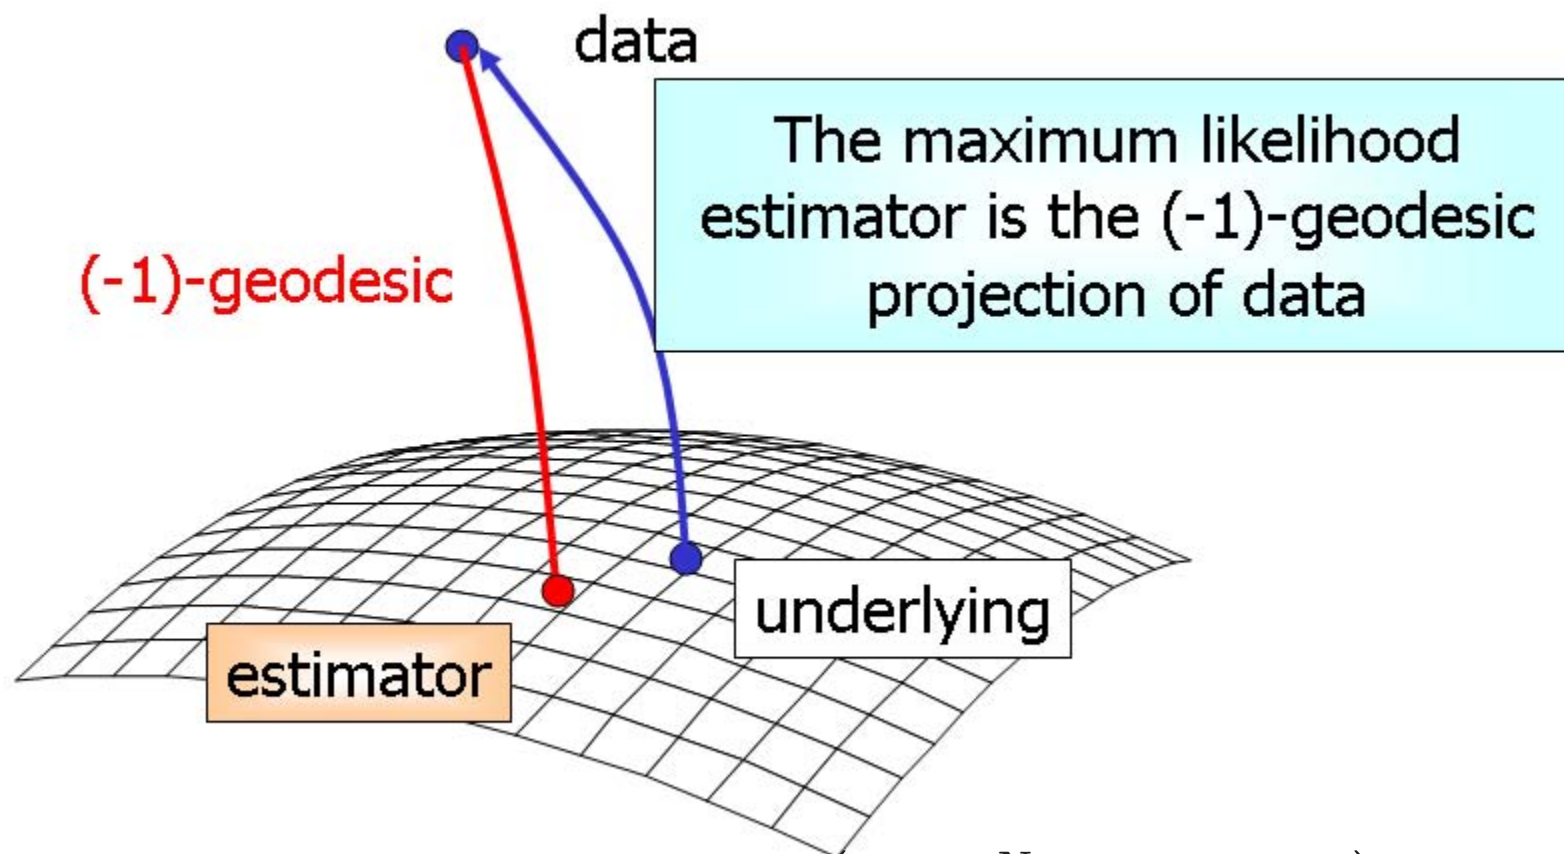 data
The maximum likelihood
estimator is the (-1)-geodesic
projection of data
(-1)-geodesic
underlying
estimator